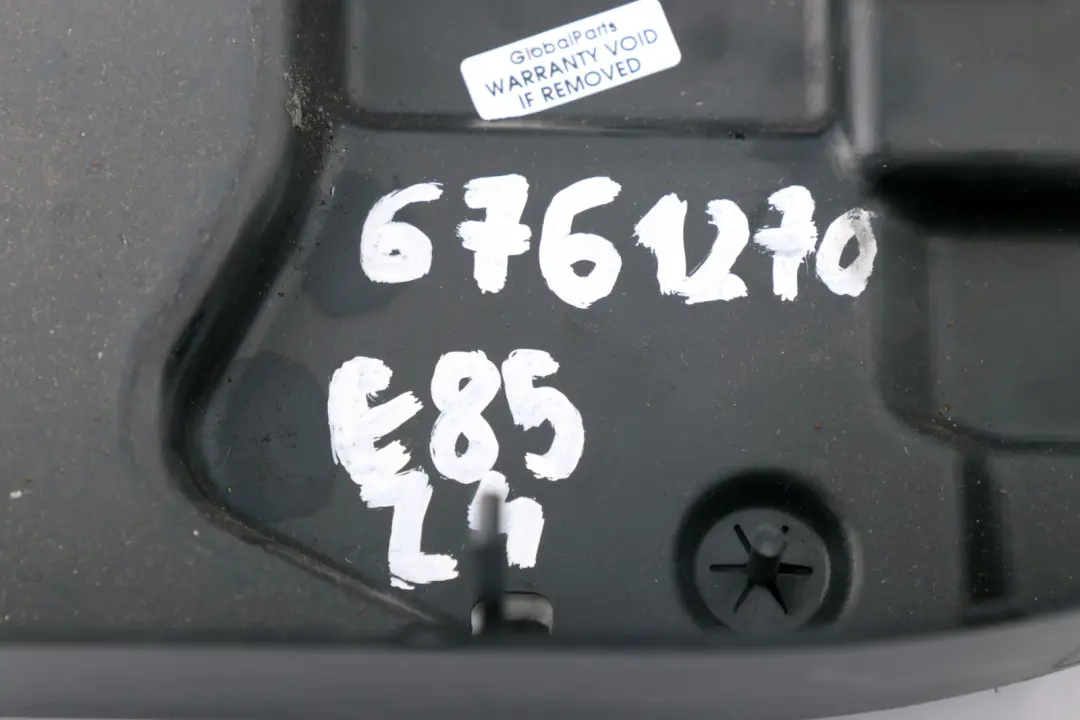 GlobalParts
WARRANTY VOID
IF REMOVED
6761270
E85
Z4